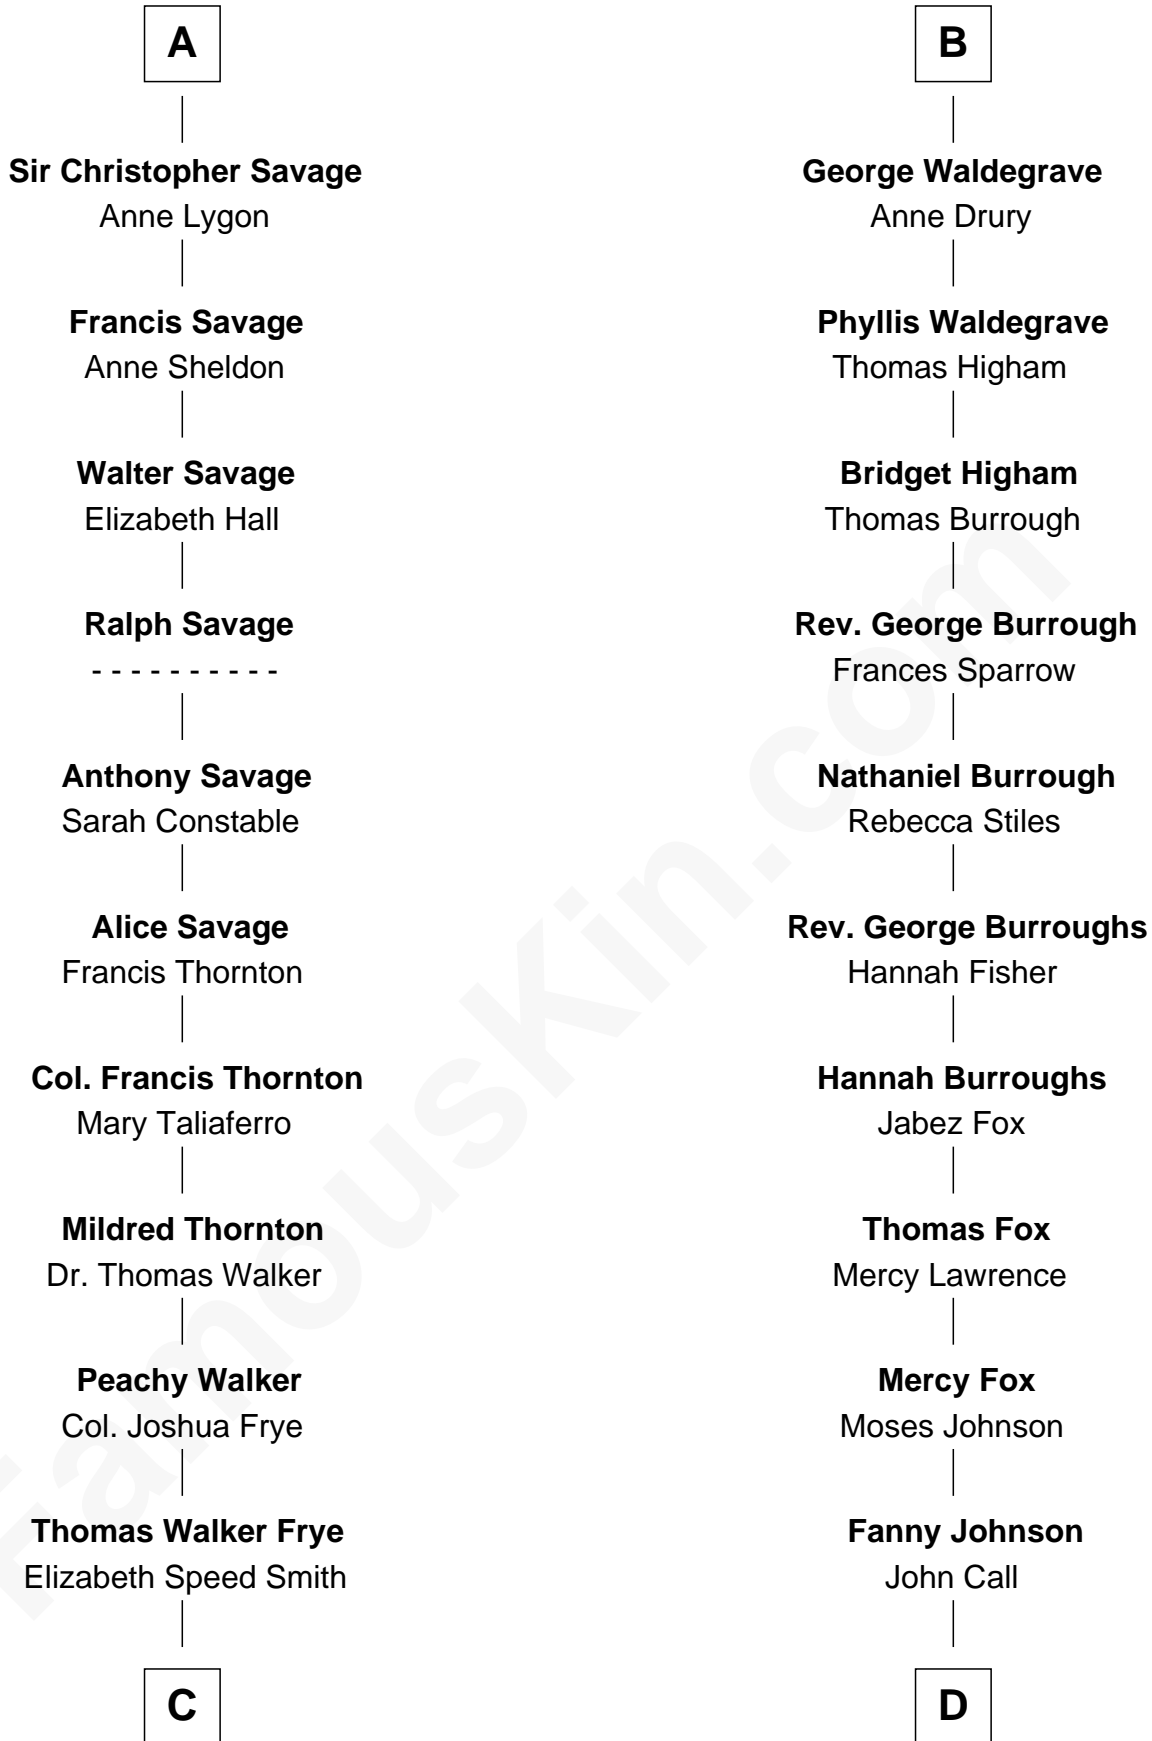 A
Sir Christopher Savage
Anne Lygon
Francis Savage
Anne Sheldon
Walter Savage
Elizabeth Hall
Ralph Savage
- - - - - - - - - -
Anthony Savage
Sarah Constable
Alice Savage
Francis Thornton
Col. Francis Thornton
Mary Taliaferro
Mildred Thornton
Dr. Thomas Walker
Peachy Walker
Col. Joshua Frye
Thomas Walker Frye
Elizabeth Speed Smith
C
B
George Waldegrave
Anne Drury
Phyllis Waldegrave
Thomas Higham
Bridget Higham
Thomas Burrough
Rev. George Burrough
Frances Sparrow
Nathaniel Burrough
Rebecca Stiles
Rev. George Burroughs
Hannah Fisher
Hannah Burroughs
Jabez Fox
Thomas Fox
Mercy Lawrence
Mercy Fox
Moses Johnson
Fanny Johnson
John Call
D
FamousKin.com